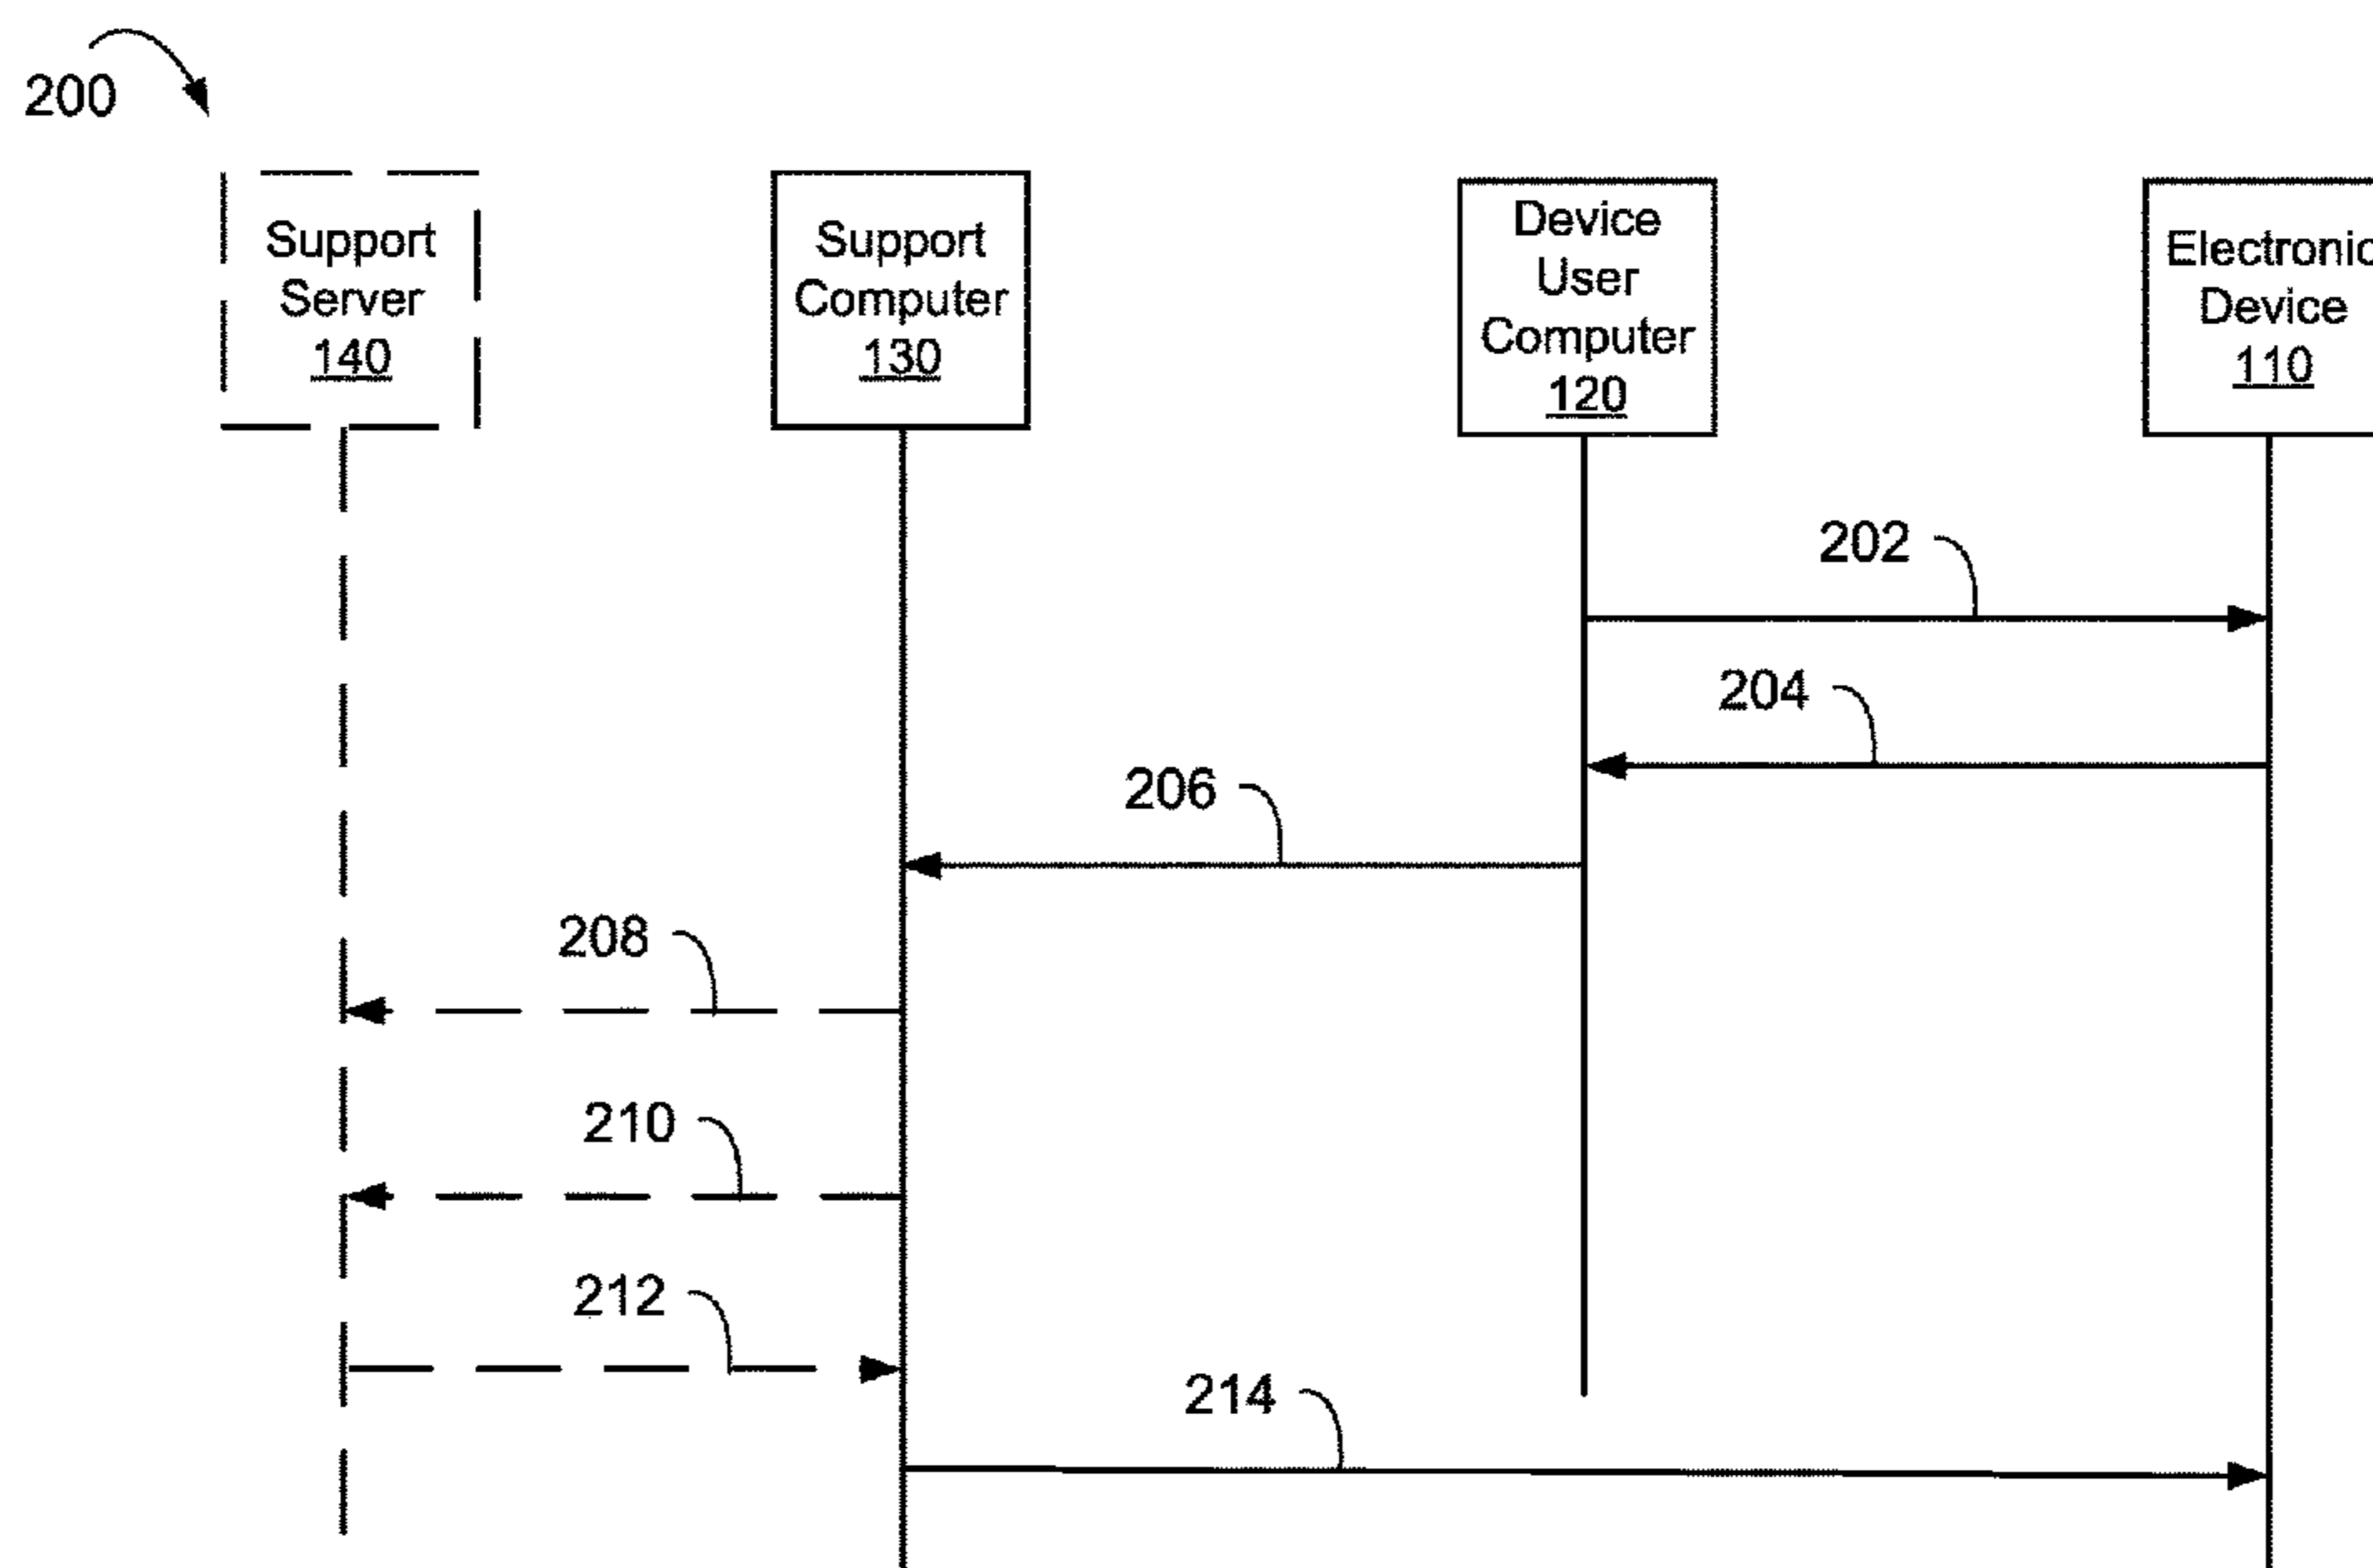 200
Support
Server
140
Support
Computer
130
Device
User
Computer
120
Electronic
Device
110
202
204
206
208
210
212
214